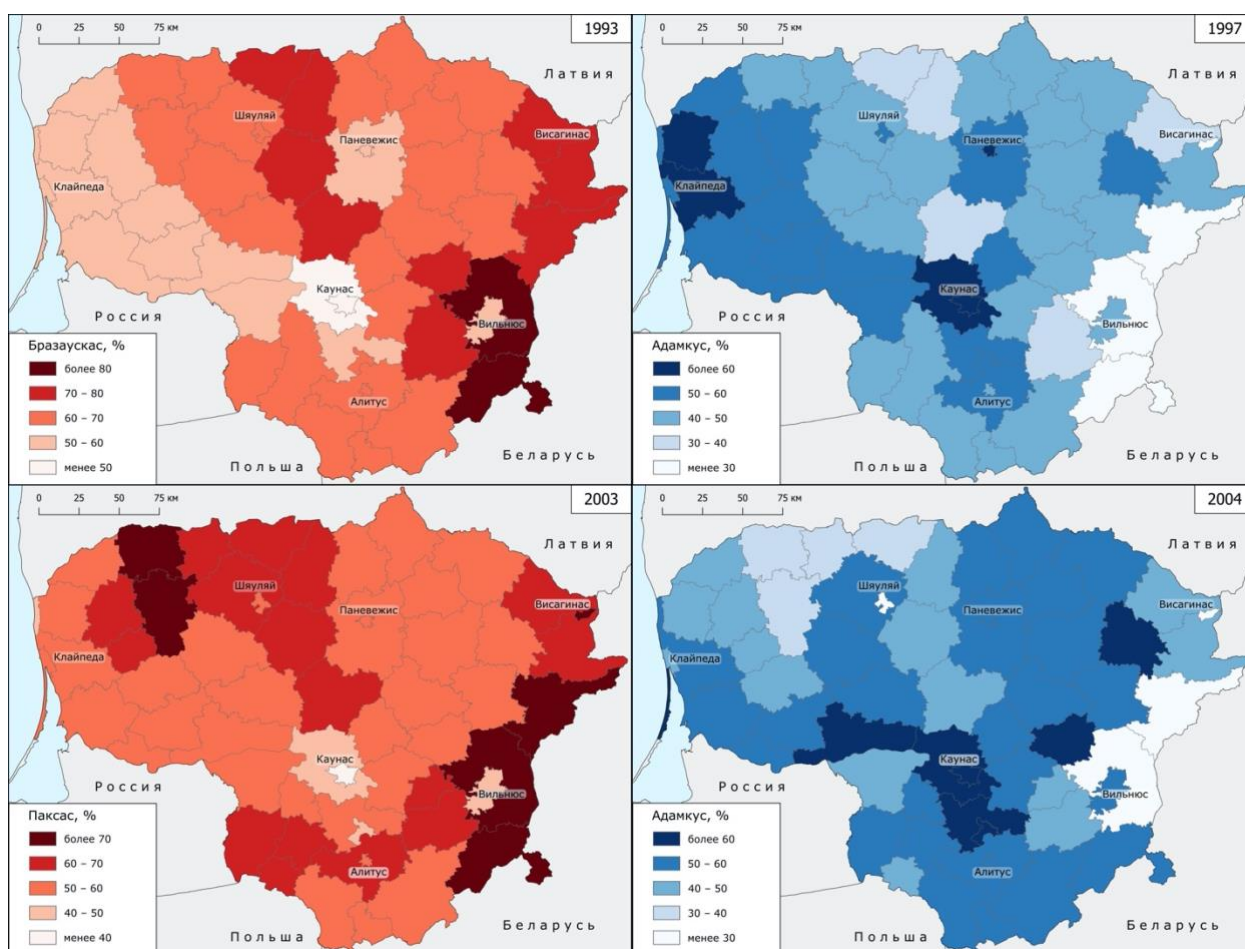 0 25 50 75 км
1993
Латвия
Шяуляй
Паневежис
Висагинас
Клайпеда
Каунас
Вильнюс
Россия
Алитус
Польша
Беларусь
Бразаускас, %
более 80
70 – 80
60 – 70
50 – 60
менее 50
0 25 50 75 км
1997
Латвия
Шяуляй
Паневежис
Висагинас
Клайпеда
Каунас
Вильнюс
Россия
Алитус
Польша
Беларусь
Адамкус, %
более 60
50 – 60
40 – 50
30 – 40
менее 30
0 25 50 75 км
2003
Латвия
Шяуляй
Паневежис
Висагинас
Клайпеда
Каунас
Вильнюс
Россия
Алитус
Польша
Беларусь
Паксас, %
более 70
60 – 70
50 – 60
40 – 50
менее 40
0 25 50 75 км
2004
Латвия
Шяуляй
Паневежис
Висагинас
Клайпеда
Каунас
Вильнюс
Россия
Алитус
Польша
Беларусь
Адамкус, %
более 60
50 – 60
40 – 50
30 – 40
менее 30